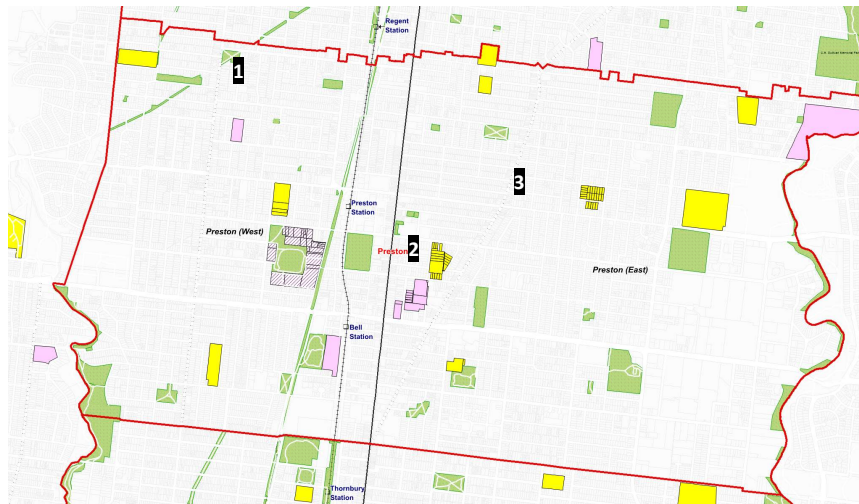 Regent
Station
1
3
Preston
Station
Preston (West)
Preston
2
Preston (East)
Bell
Station
Thornbury
Station